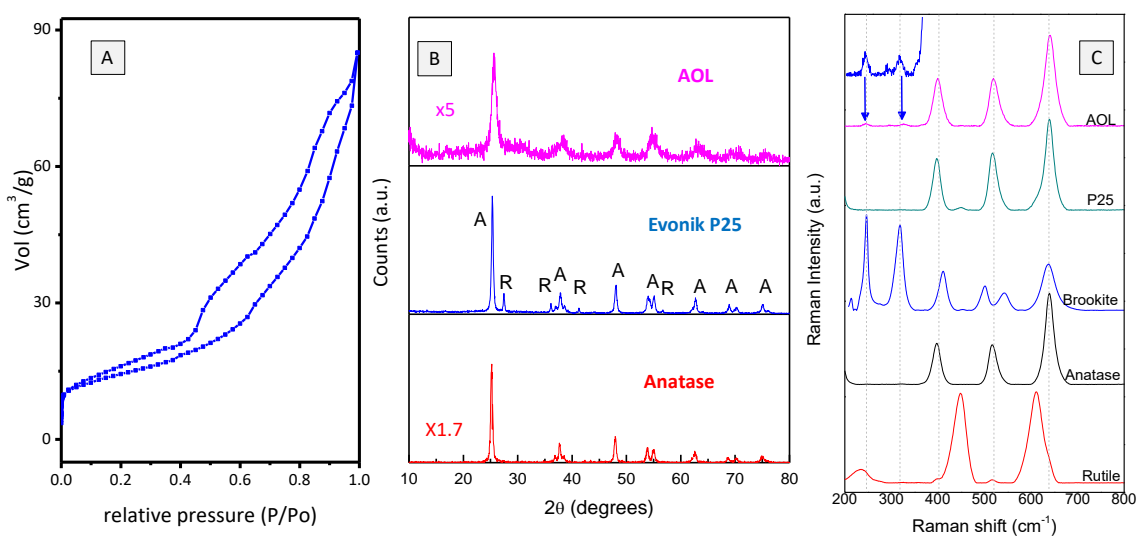 A
Vol (cm³/g)
90
60
30
0
0.0 0.2 0.4 0.6 0.8 1.0
relative pressure (P/Po)
B
Counts (a.u.)
AOL
x5
Evonik P25
A
R
R
A
R
A
A
R
A
A
A
Anatase
X1.7
10 20 30 40 50 60 70 80
2θ (degrees)
C
Raman Intensity (a.u.)
AOL
P25
Brookite
Anatase
Rutile
200 300 400 500 600 700 800
Raman shift (cm⁻¹)